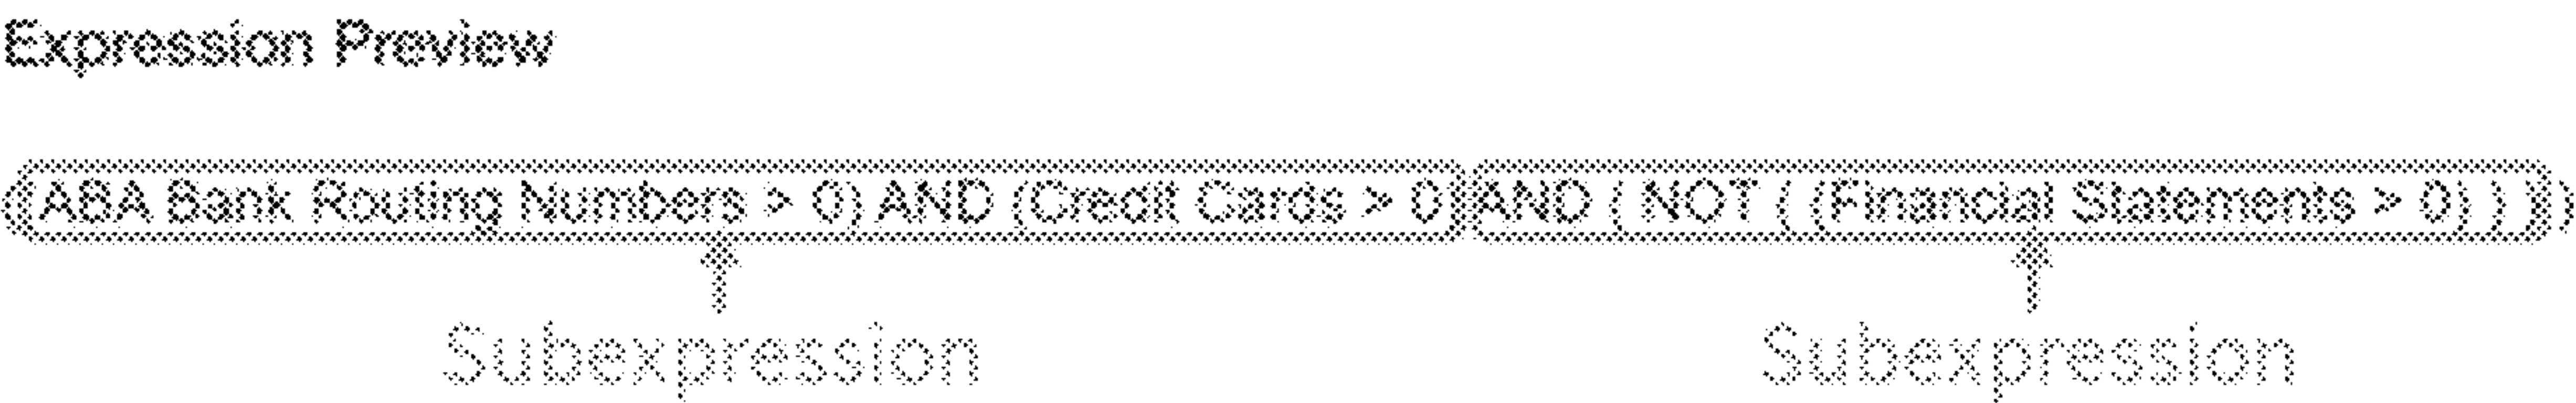 Expression Preview
((ABA Bank Routing Numbers > 0) AND (Credit Cards > 0) AND ( NOT ( (Financial Statements > 0) ) ))
Subexpression Subexpression